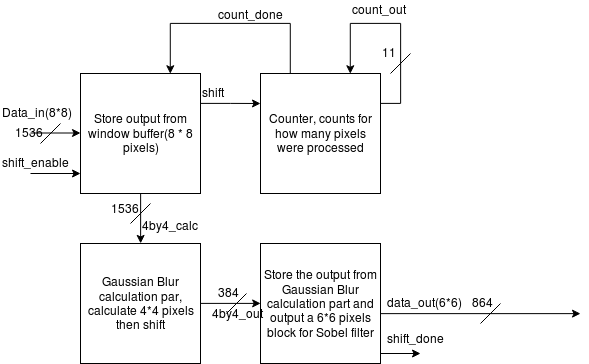 count_done
count_out
11
shift
Data_in(8*8)
1536
shift_enable
Store output from
window buffer(8 * 8
pixels)
Counter, counts for
how many pixels
were processed
1536
4by4_calc
Gaussian Blur
calculation par,
calculate 4*4 pixels
then shift
384
4by4_out
Store the output from
Gaussian Blur
calculation part and
output a 6*6 pixels
block for Sobel filter
data_out(6*6) 864
shift_done